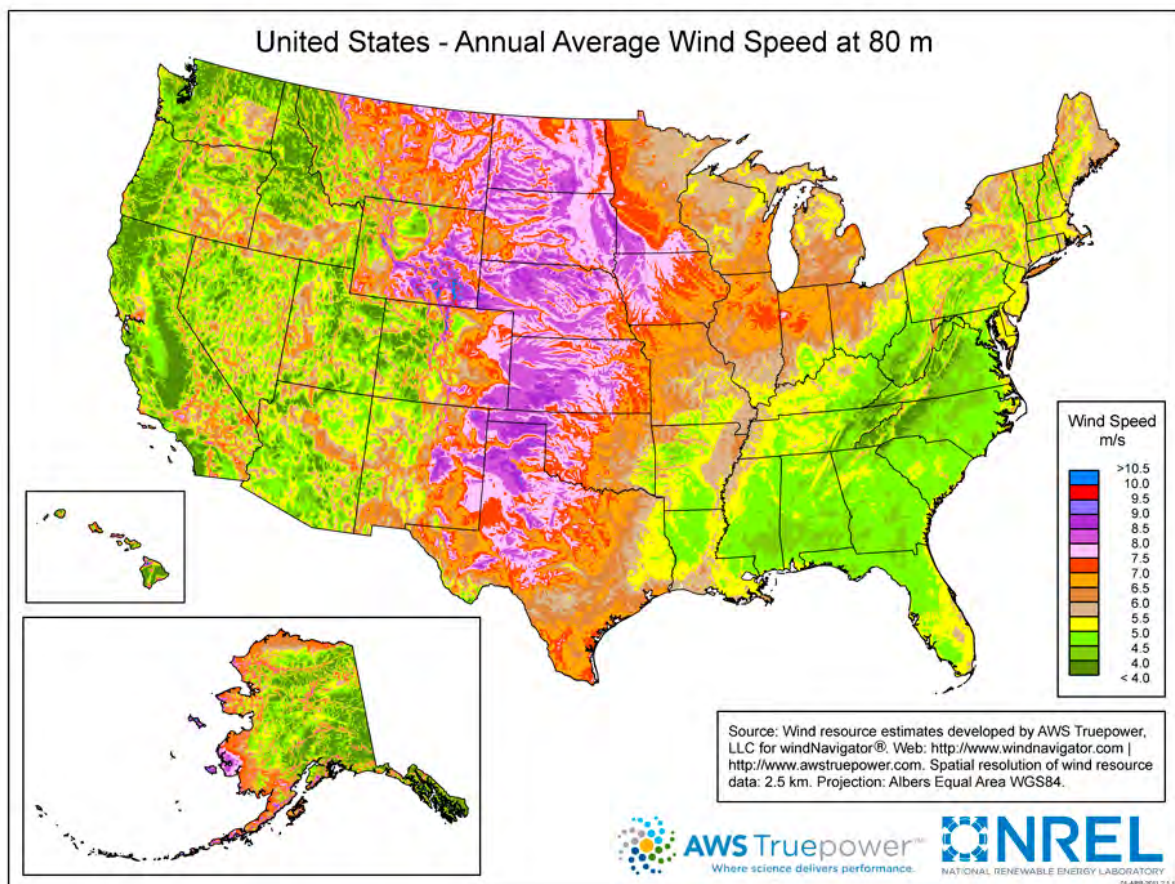 United States - Annual Average Wind Speed at 80 m
Wind Speed
m/s
>10.5
10.0
9.5
9.0
8.5
8.0
7.5
7.0
6.5
6.0
5.5
5.0
4.5
4.0
< 4.0
Source: Wind resource estimates developed by AWS Truepower,
LLC for windNavigator®. Web: http://www.windnavigator.com |
http://www.awstruepower.com. Spatial resolution of wind resource
data: 2.5 km. Projection: Albers Equal Area WGS84.
AWS Truepower™
Where science delivers performance.
NREL
NATIONAL RENEWABLE ENERGY LABORATORY